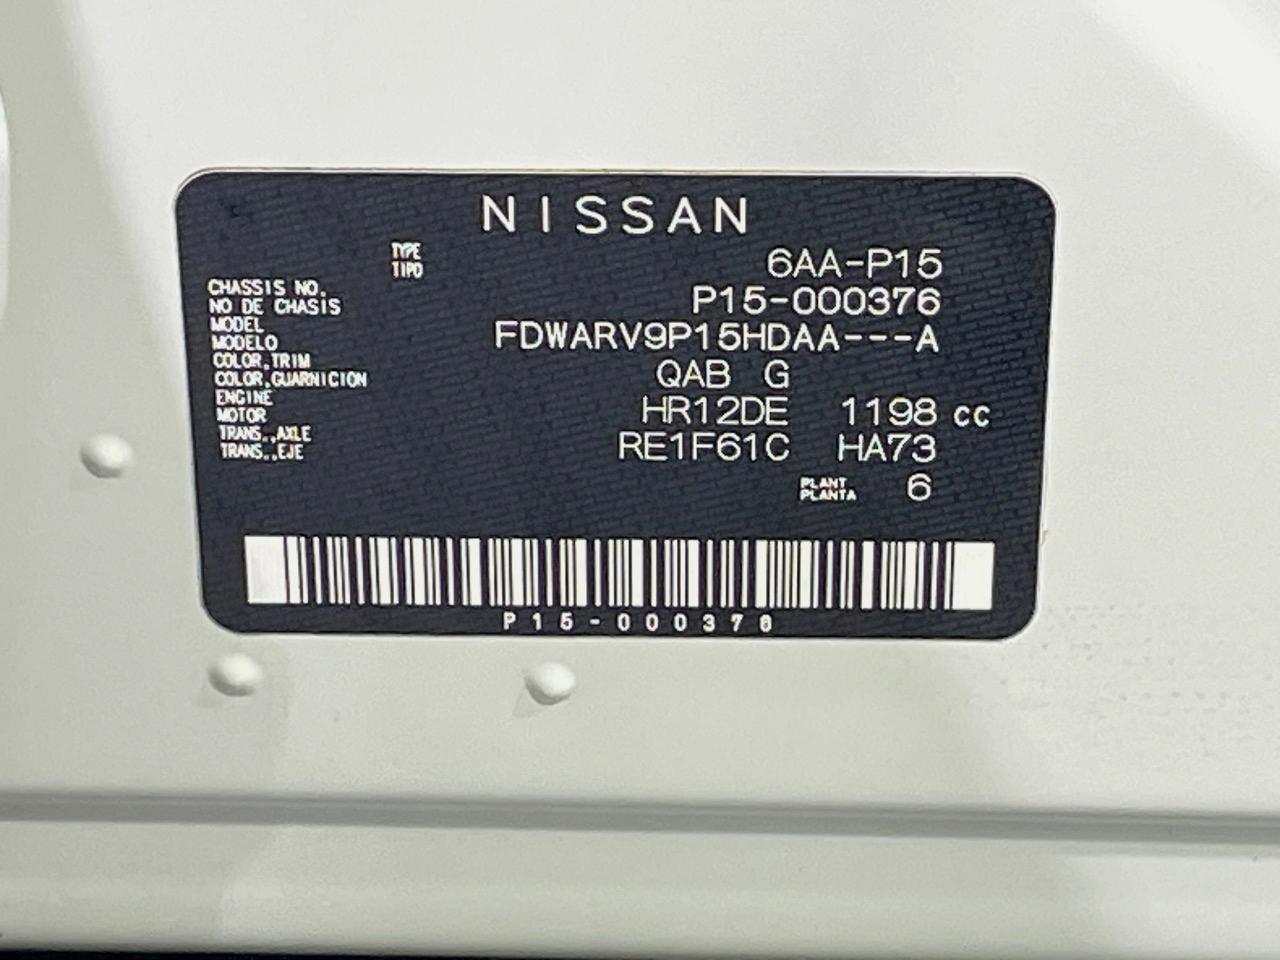 NISSAN
TYPE
TIPO
6AA-P15
CHASSIS NO.
NO DE CHASIS
P15-000376
MODEL
MODELO
FDWARV9P15HDAA---A
COLOR,TRIM
COLOR,GUARNICION
QAB G
ENGINE
MOTOR
HR12DE 1198 cc
TRANS.,AXLE
TRANS.,EJE
RE1F61C HA73
PLANT
PLANTA
6
P15-000376